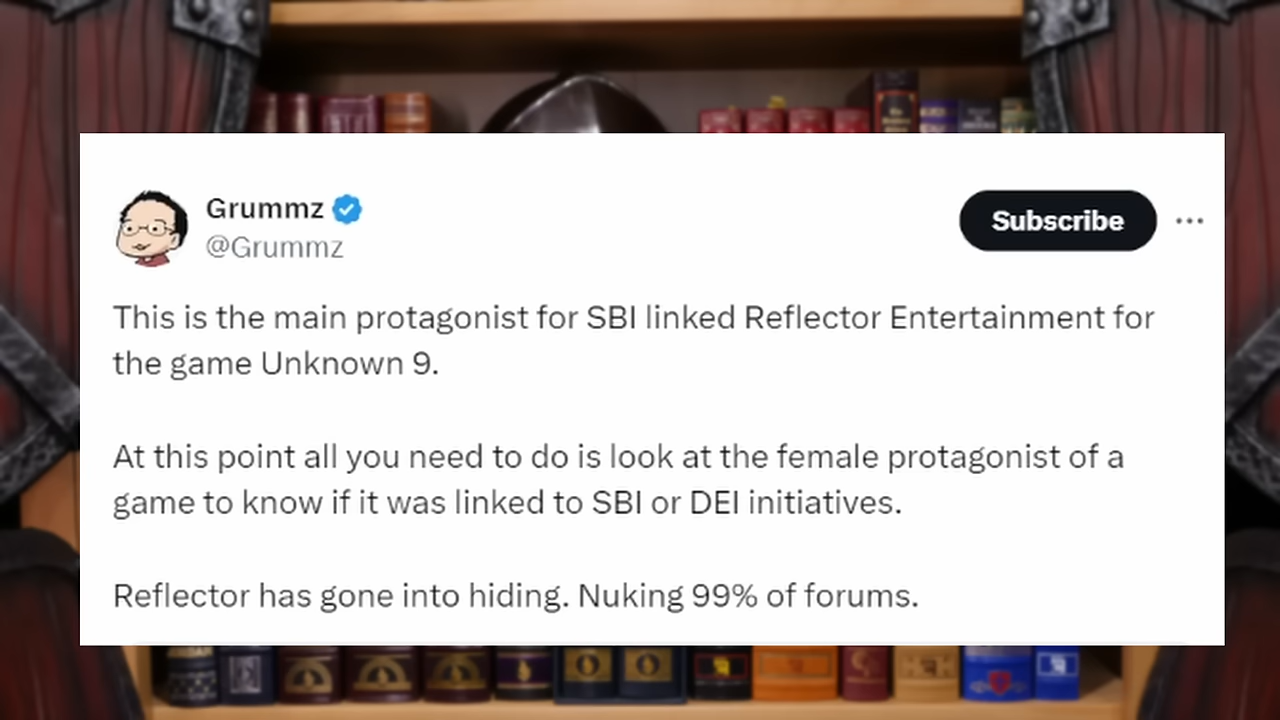 Grummz
@Grummz
Subscribe
This is the main protagonist for SBI linked Reflector Entertainment for
the game Unknown 9.
At this point all you need to do is look at the female protagonist of a
game to know if it was linked to SBI or DEI initiatives.
Reflector has gone into hiding. Nuking 99% of forums.